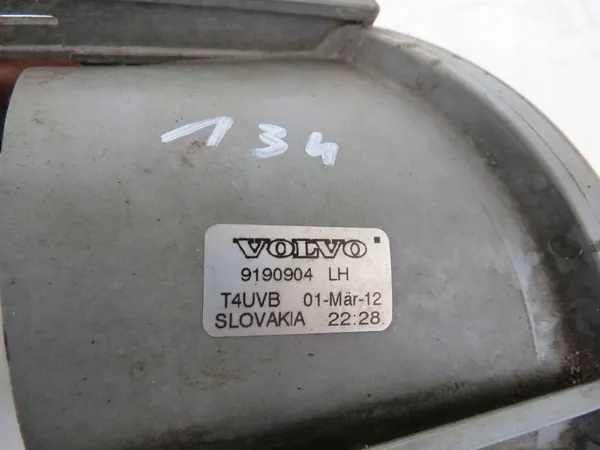 134
VOLVO
9190904 LH
T4UVB 01-Mär-12
SLOVAKIA 22:28